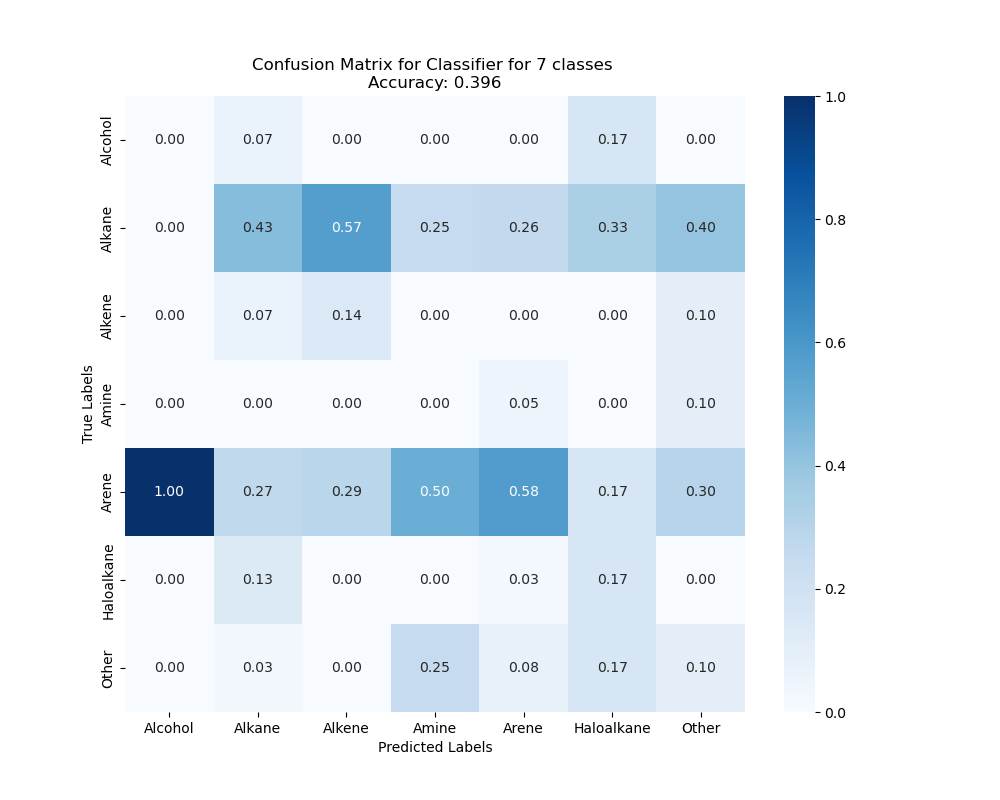 Confusion Matrix for Classifier for 7 classes
Accuracy: 0.396
True Labels
Alcohol 0.00 0.07 0.00 0.00 0.00 0.17 0.00
Alkane 0.00 0.43 0.57 0.25 0.26 0.33 0.40
Alkene 0.00 0.07 0.14 0.00 0.00 0.00 0.10
Amine 0.00 0.00 0.00 0.00 0.05 0.00 0.10
Arene 1.00 0.27 0.29 0.50 0.58 0.17 0.30
Haloalkane 0.00 0.13 0.00 0.00 0.03 0.17 0.00
Other 0.00 0.03 0.00 0.25 0.08 0.17 0.10
Alcohol Alkane Alkene Amine Arene Haloalkane Other
Predicted Labels
1.0
0.8
0.6
0.4
0.2
0.0